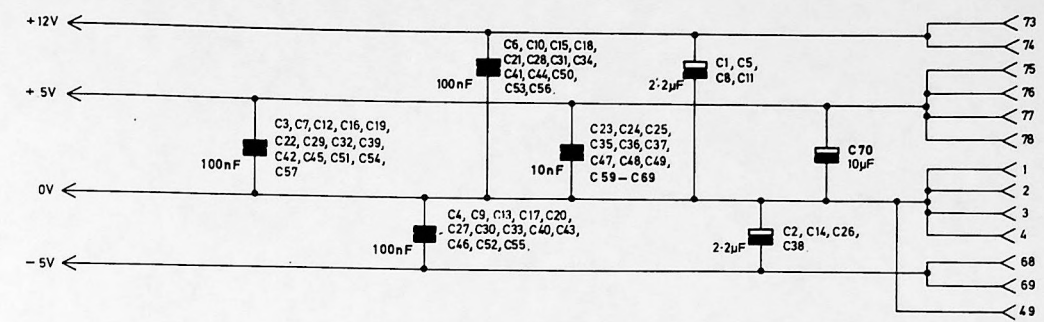 +12V
73
74
C6, C10, C15, C18,
C21, C28, C31, C34,
C41, C44, C50,
C53, C56.
100nF
C1, C5,
C8, C11
2·2µF
75
76
77
78
+ 5V
C3, C7, C12, C16, C19,
C22, C29, C32, C39,
C42, C45, C51, C54,
C57
100nF
C23, C24, C25,
C35, C36, C37,
C47, C48, C49,
C59 – C69
10nF
C70
10µF
0V
1
2
3
4
C4, C9, C13, C17, C20,
C27, C30, C33, C40, C43,
C46, C52, C55.
100nF
C2, C14, C26,
C38.
2·2µF
– 5V
68
69
49